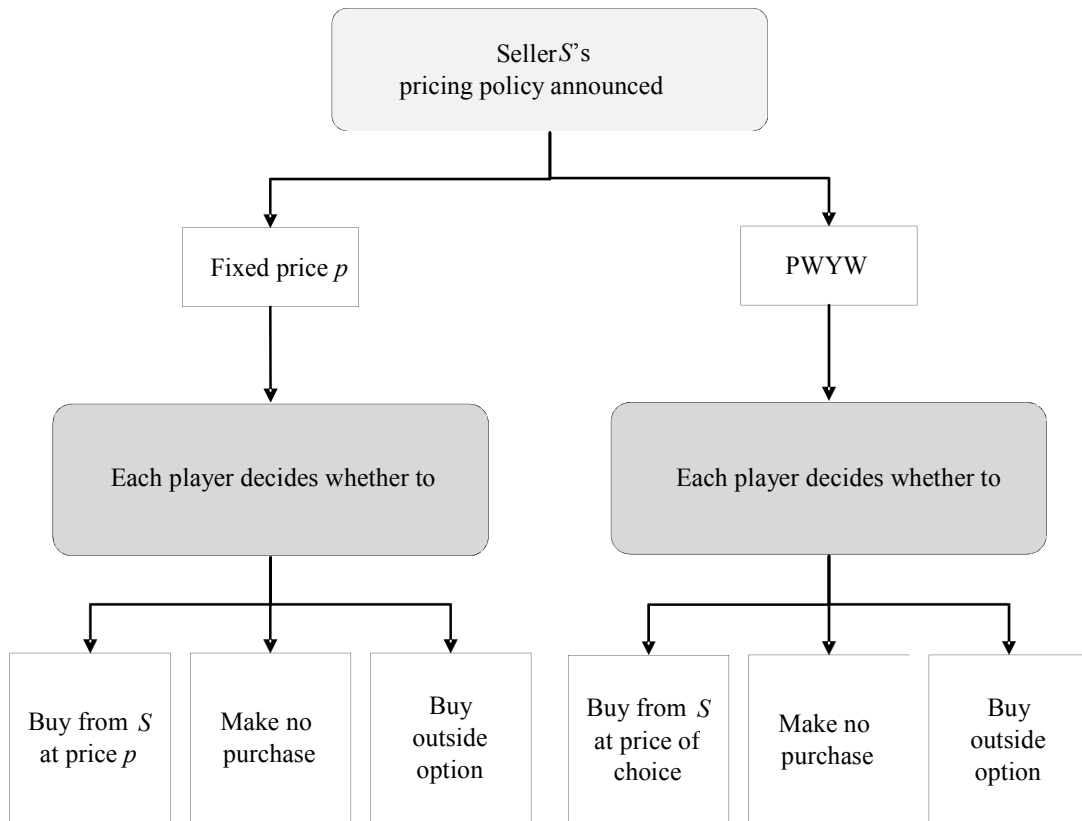 Seller S's
pricing policy announced
Fixed price p
PWYW
Each player decides whether to
Each player decides whether to
Buy from S
at price p
Make no
purchase
Buy
outside
option
Buy from S
at price of
choice
Make no
purchase
Buy
outside
option